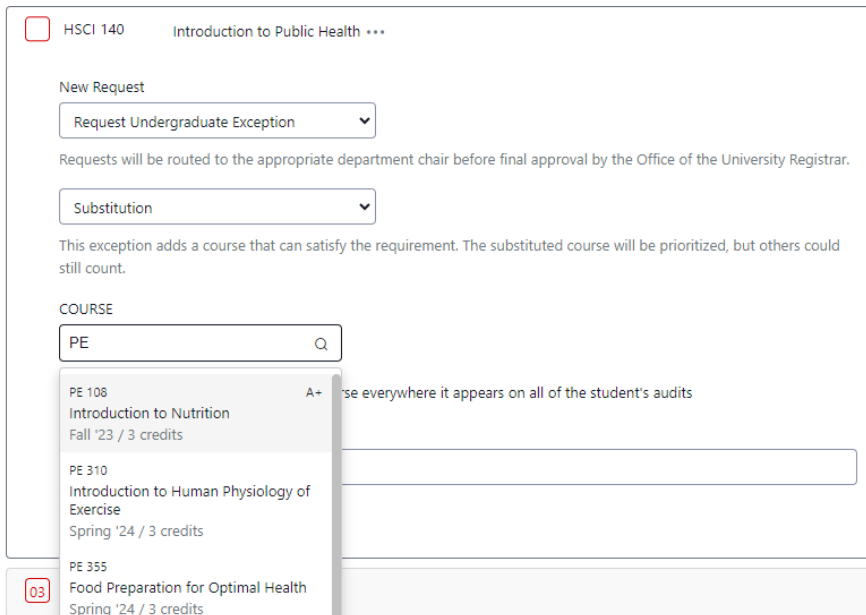 HSCI 140 Introduction to Public Health •••
New Request
Request Undergraduate Exception
Requests will be routed to the appropriate department chair before final approval by the Office of the University Registrar.
Substitution
This exception adds a course that can satisfy the requirement. The substituted course will be prioritized, but others could
still count.
COURSE
PE
everywhere it appears on all of the student's audits
PE 108 A+
Introduction to Nutrition
Fall '23 / 3 credits
PE 310
Introduction to Human Physiology of
Exercise
Spring '24 / 3 credits
PE 355
Food Preparation for Optimal Health
Spring '24 / 3 credits
03